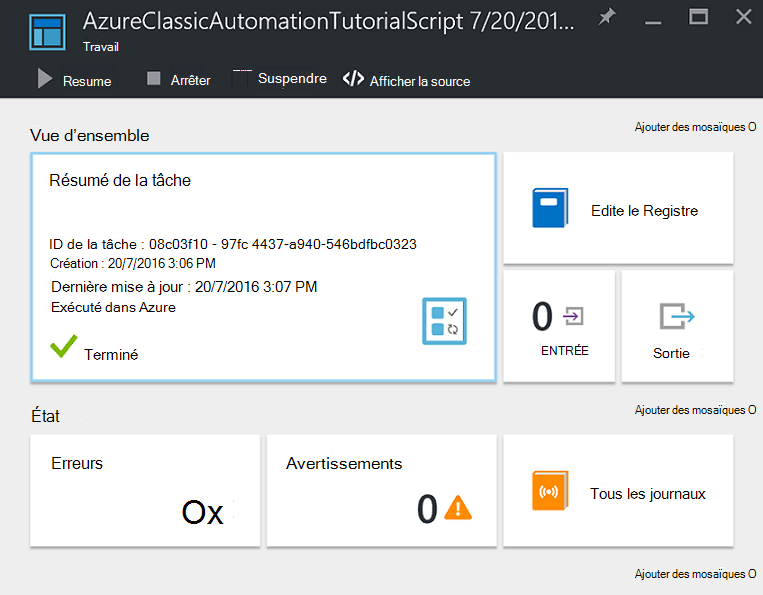 AzureClassicAutomationTutorialScript 7/20/201...
Travail
Resume
Arrêter
Suspendre
Afficher la source
Ajouter des mosaïques O
Vue d'ensemble
Résumé de la tâche
ID de la tâche : 08c03f10 - 97fc 4437-a940-546bdfbc0323
Création : 20/7/2016 3:06 PM
Dernière mise à jour : 20/7/2016 3:07 PM
Exécuté dans Azure
Terminé
Edite le Registre
0
ENTRÉE
Sortie
État
Ajouter des mosaïques O
Erreurs
Ox
Avertissements
0
Tous les journaux
Ajouter des mosaïques O